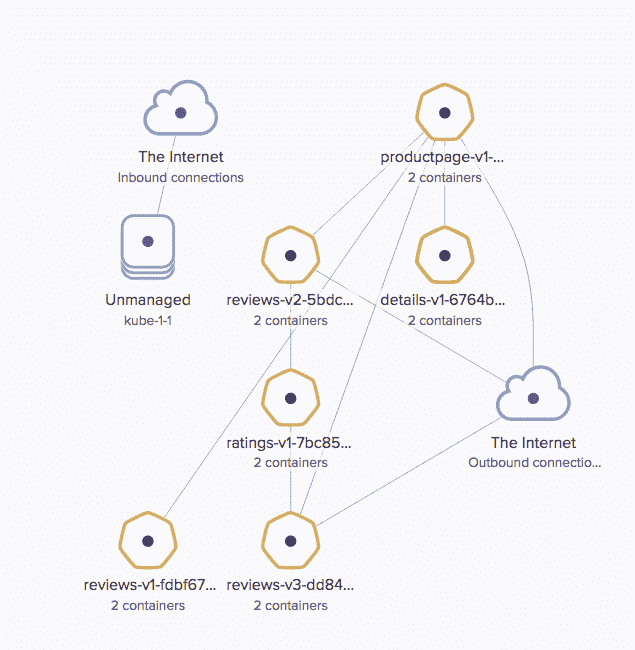 The Internet
Inbound connections
productpage-v1-...
2 containers
Unmanaged
kube-1-1
reviews-v2-5bdc...
2 containers
details-v1-6764b...
2 containers
ratings-v1-7bc85...
2 containers
The Internet
Outbound connectio...
reviews-v1-fdbf67...
2 containers
reviews-v3-dd84...
2 containers